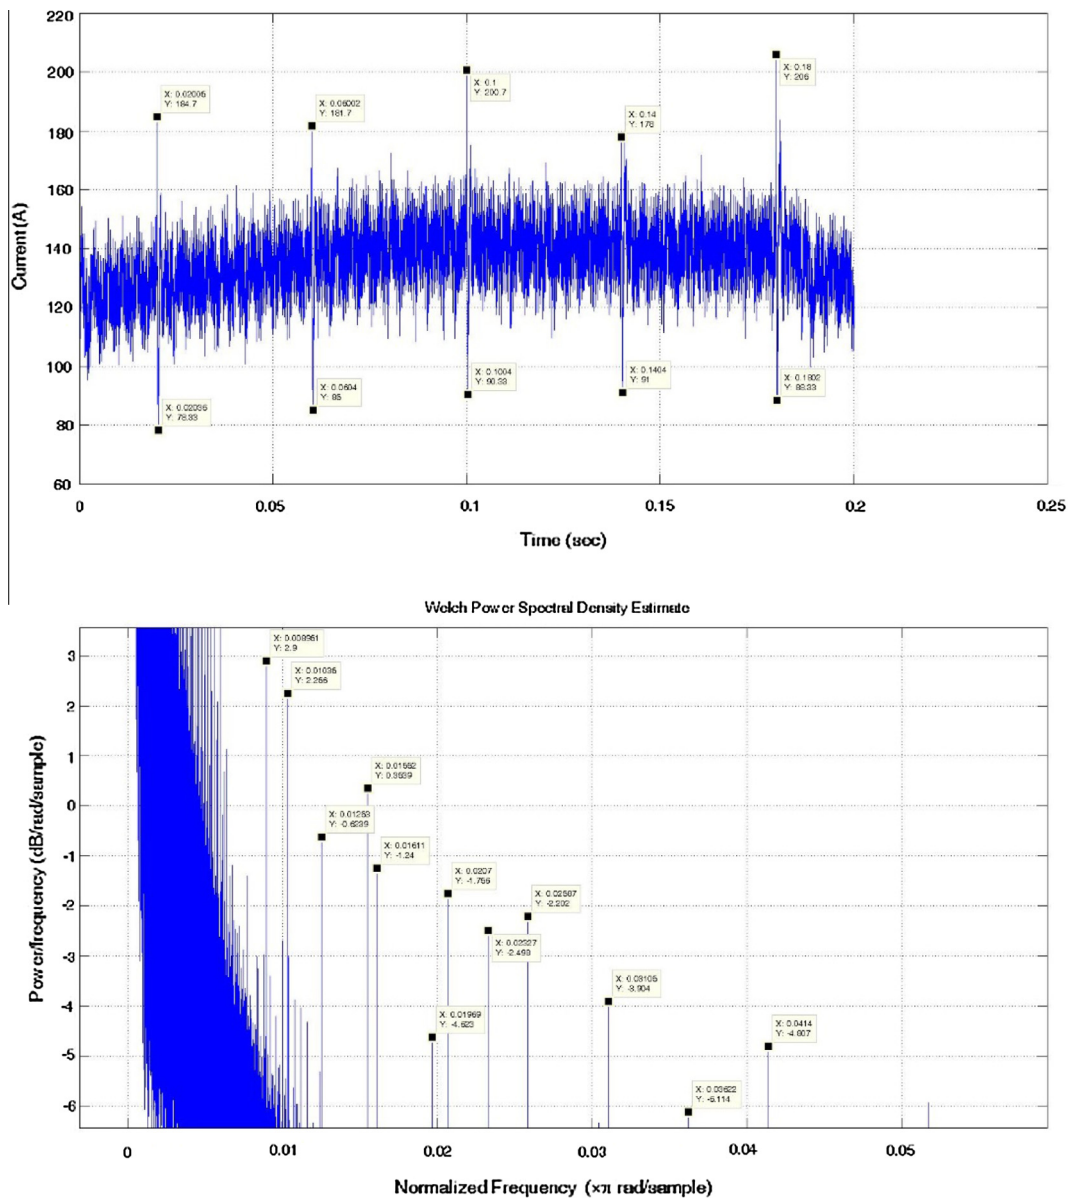 220
200
180
160
140
120
100
80
60
Current(A)
X: 0.02005
Y: 184.7
X: 0.06002
Y: 181.7
X: 0.1
Y: 200.7
X: 0.14
Y: 178
X: 0.18
Y: 206
X: 0.02035
Y: 78.33
X: 0.0604
Y: 85
X: 0.1004
Y: 90.33
X: 0.1404
Y: 91
X: 0.1802
Y: 88.33
0 0.05 0.1 0.15 0.2 0.25
Time (sec)
Welch Power Spectral Density Estimate
3
2
1
0
-1
-2
-3
-4
-5
-6
Power/frequency (dB/rad/sample)
X: 0.008961
Y: 2.9
X: 0.01035
Y: 2.256
X: 0.01552
Y: 0.3539
X: 0.01253
Y: -0.6239
X: 0.01611
Y: -1.24
X: 0.0207
Y: -1.756
X: 0.02587
Y: -2.202
X: 0.02327
Y: -2.493
X: 0.01969
Y: -4.623
X: 0.03105
Y: -3.904
X: 0.0414
Y: -4.807
X: 0.03622
Y: -6.114
0 0.01 0.02 0.03 0.04 0.05
Normalized Frequency (×π rad/sample)